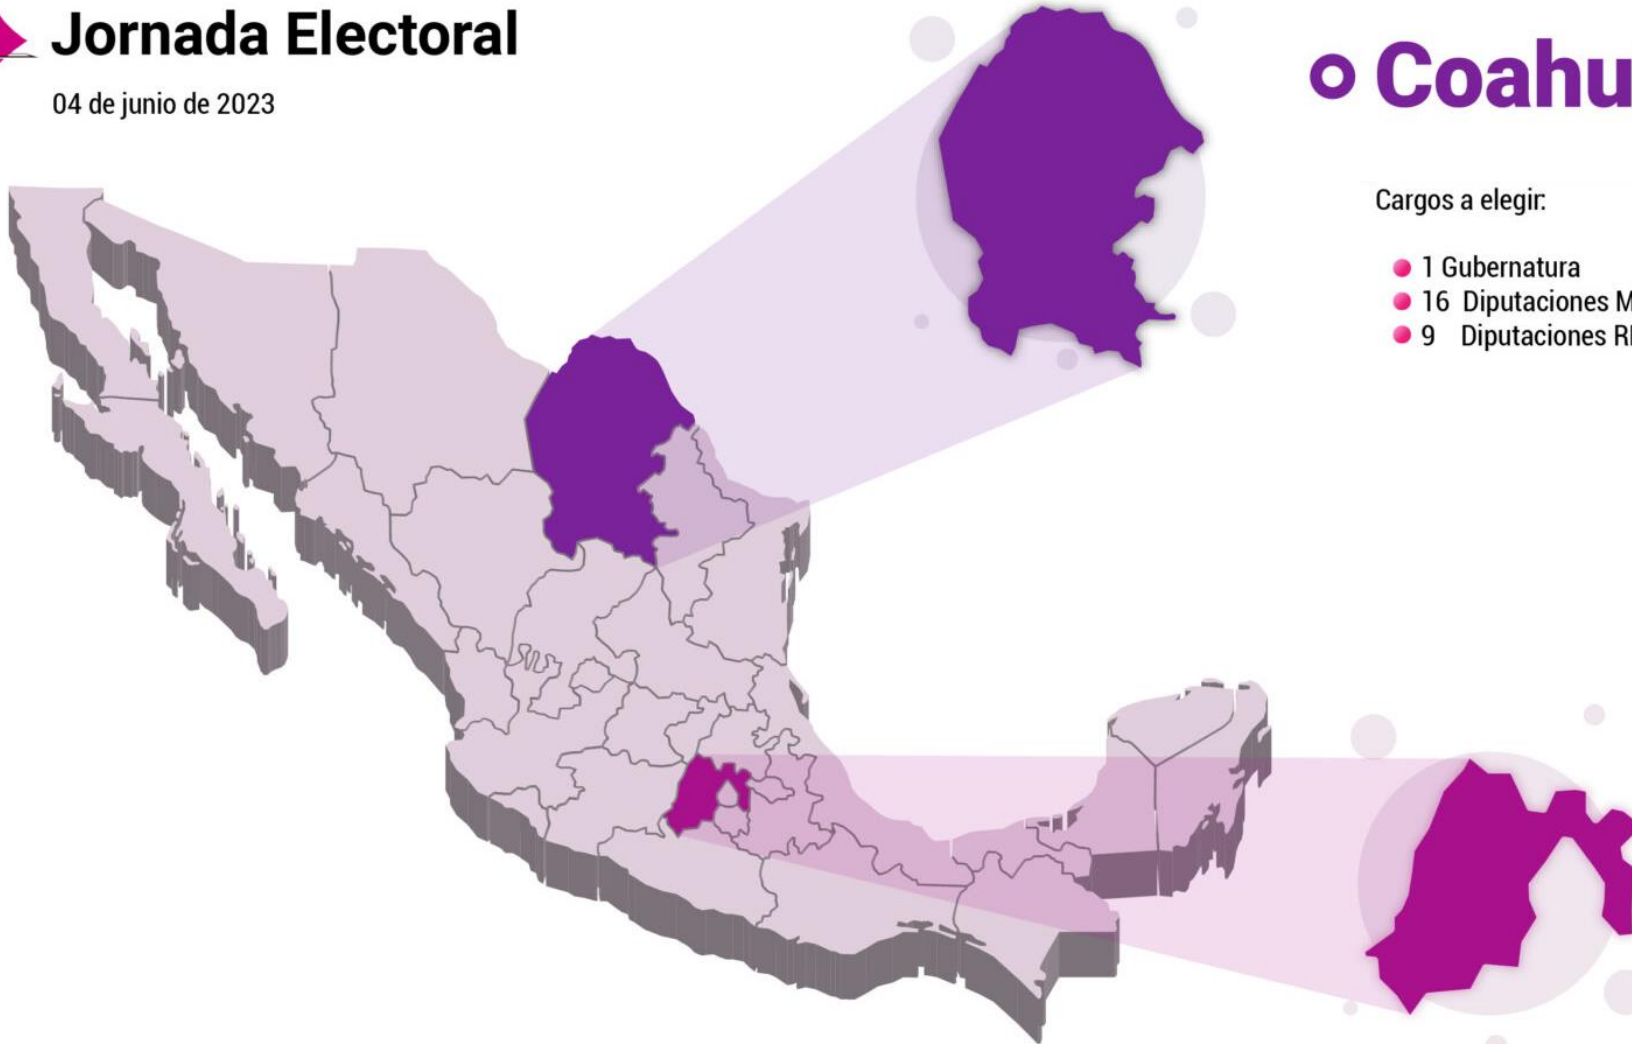 Jornada Electoral
04 de junio de 2023
Coahu
Cargos a elegir:
1 Gubernatura
16 Diputaciones M
9 Diputaciones R